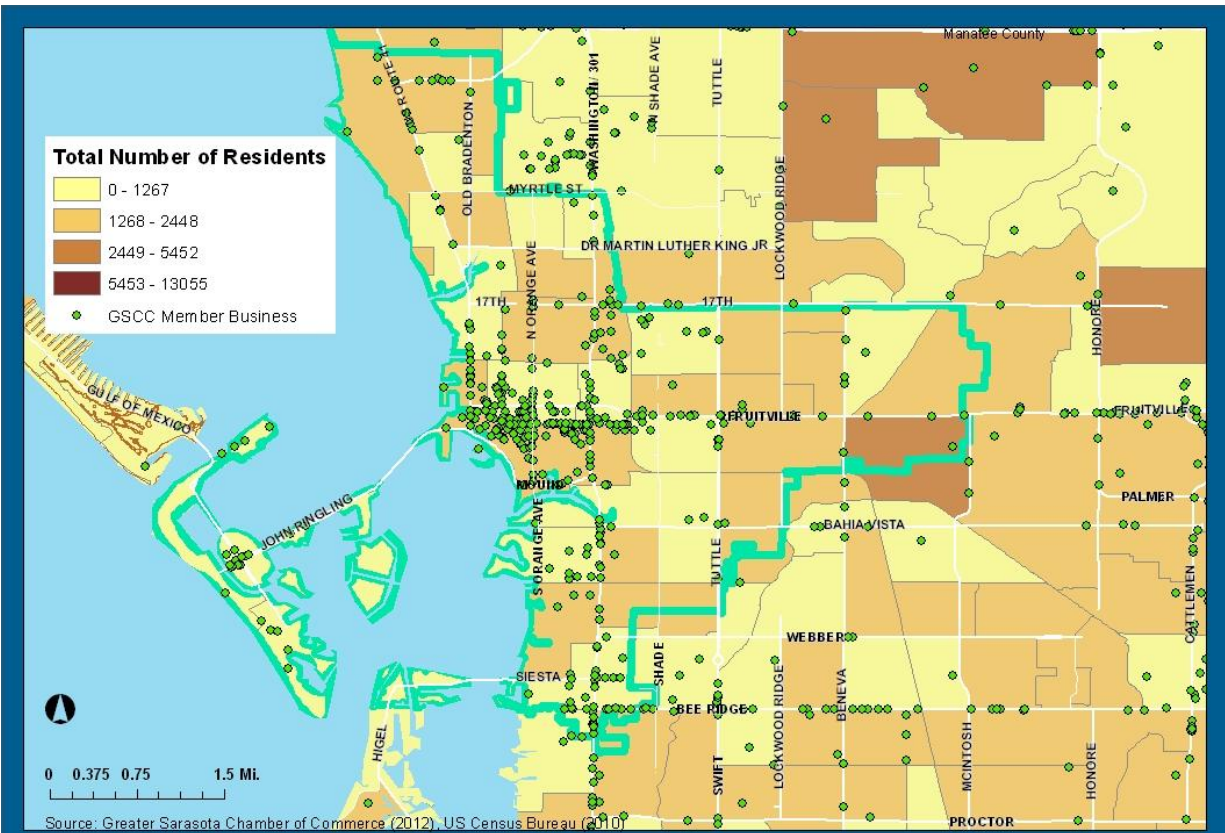 Manatee County
US ROUTE 41
OLD BRADENTON
WASHINGTON/ 301
N SHADE AVE
TUTTLE
Total Number of Residents
0 - 1267
1268 - 2448
2449 - 5452
5453 - 13055
GSCC Member Business
MYRTLE ST
LOCKWOOD RIDGE
DR MARTIN LUTHER KING JR
N ORANGE AVE
17TH
17TH
HONORE
GULF OF MEXICO
FRUITVILLE
FRUITVILLE
MOUND
PALMER
JOHN RINGLING
BAHIA VISTA
S ORANGE AVE
TUTTLE
CATTLEMEN
WEBBER
SIESTA
SHADE
LOCKWOOD RIDGE
BENEVA
BEE RIDGE
HIGEL
SWIFT
MCINTOSH
HONORE
0 0.375 0.75 1.5 Mi.
Source: Greater Sarasota Chamber of Commerce (2012), US Census Bureau (2010)
PROCTOR